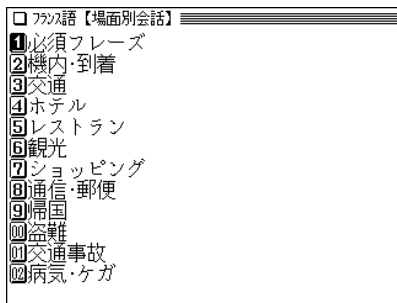 □ フランス語【場面別会話】
1必須フレーズ
2機内・到着
3交通
4ホテル
5レストラン
6観光
7ショッピング
8通信・郵便
9帰国
00盗難
01交通事故
02病気・ケガ